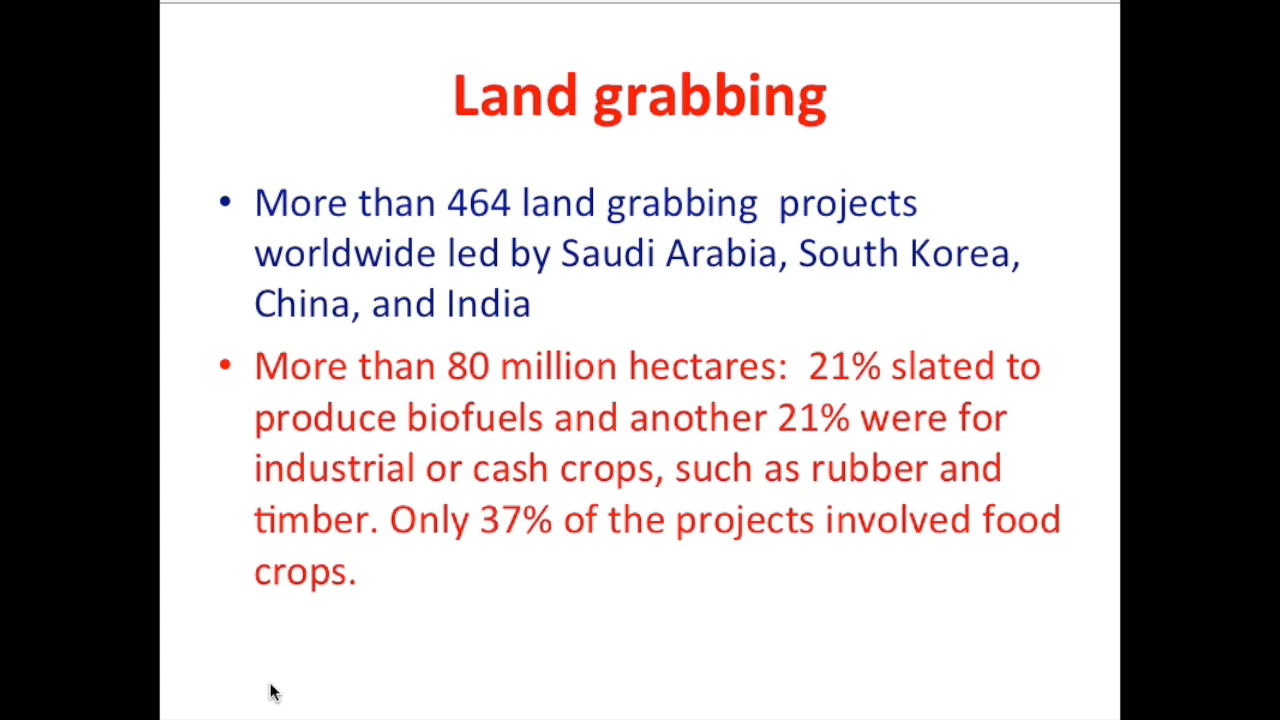 Land grabbing
• More than 464 land grabbing  projects
worldwide led by Saudi Arabia, South Korea,
China, and India
• More than 80 million hectares:  21% slated to
produce biofuels and another 21% were for
industrial or cash crops, such as rubber and
timber. Only 37% of the projects involved food
crops.